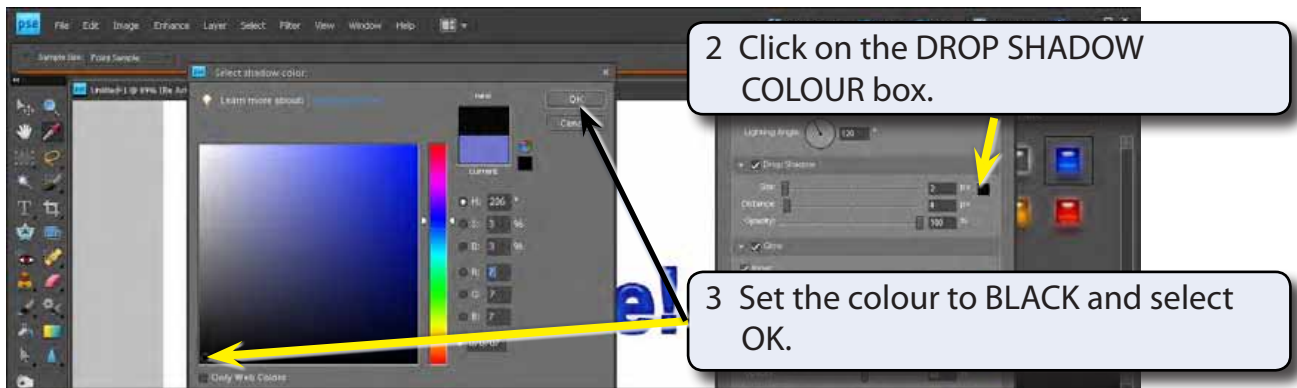 pse File Edit Image Enhance Layer Select Filter View Window Help
Sample Size: Point Sample
Select shadow color:
Learn more about:
new
OK
Cancel
current
H: 236 °
S: 3 %
B: 3 %
R: 7
G: 7
B: 7
Only Web Colors
e!
2 Click on the DROP SHADOW
COLOUR box.
Lighting Angle 120 °
Drop Shadow
Size: px
Distance: 4 px
Opacity: 100 %
Glow
3 Set the colour to BLACK and select
OK.